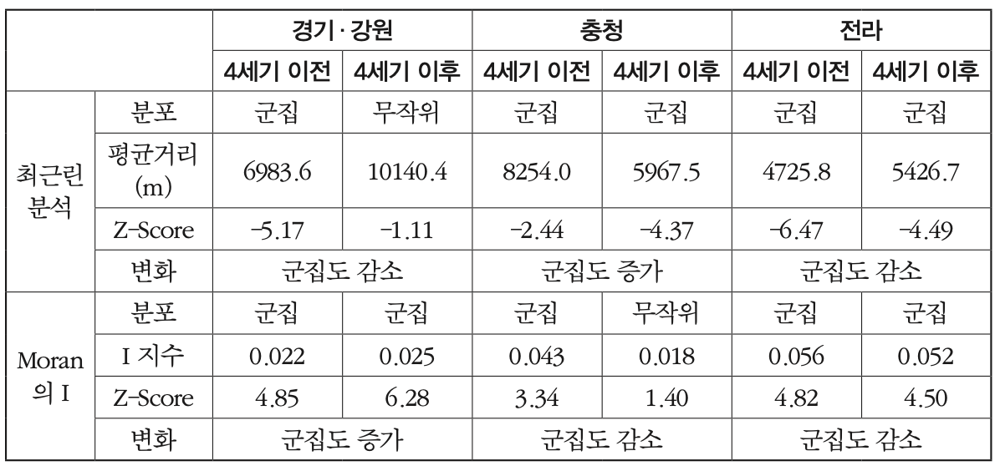 경기·강원 충청 전라
4세기 이전 4세기 이후 4세기 이전 4세기 이후 4세기 이전 4세기 이후
최근린 분석
분포 군집 무작위 군집 군집 군집 군집
평균거리 (m) 6983.6 10140.4 8254.0 5967.5 4725.8 5426.7
Z-Score -5.17 -1.11 -2.44 -4.37 -6.47 -4.49
변화 군집도 감소 군집도 증가 군집도 감소
Moran 의 I
분포 군집 군집 군집 무작위 군집 군집
I 지수 0.022 0.025 0.043 0.018 0.056 0.052
Z-Score 4.85 6.28 3.34 1.40 4.82 4.50
변화 군집도 증가 군집도 감소 군집도 감소